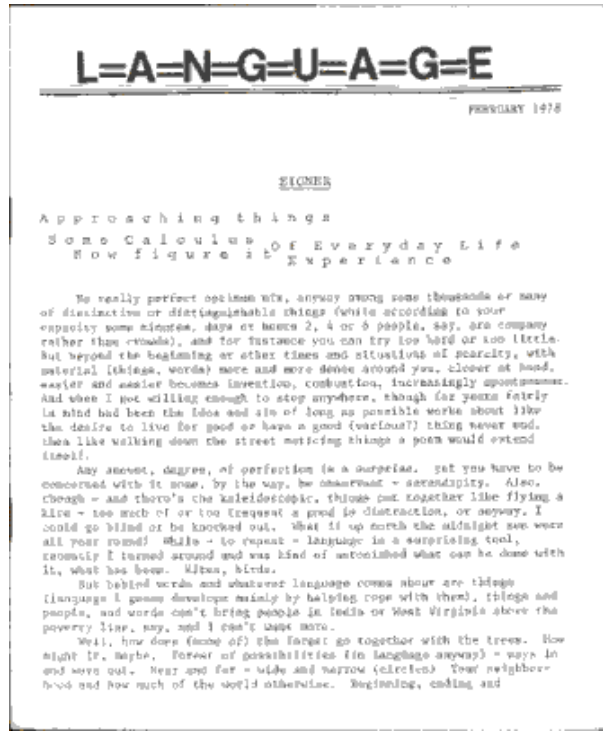 L=A=N=G=U=A=G=E
FEBRUARY 1978
EIGNER
Approaching things
Some Calculus
How figure it
Of Everyday Life
Experience
No really perfect optimum mix, anyway among some thousands or many
of distinctive or distinguishable things (while according to your
capacity some minutes, days or hours 2, 4 or 6 people, say, are company
rather than crowds), and for instance you can try too hard or too little.
But beyond the beginning or other times and situations of scarcity, with
material (things, words) more and more dense around you, closer at hand,
easier and easier becomes invention, combustion, increasingly spontaneous.
And when I got willing enough to stop anywhere, though for years fairly
in mind had been the idea and aim of long as possible works about like
the desire to live for good or have a good (various?) thing never end,
then like walking down the street noticing things a poem would extend
itself.
Any amount, degree, of perfection is a surprise, yet you have to be
concerned with it some, by the way, be observant - serendipity. Also,
though - and there's the kaleidoscopic, things put together like flying a
kite - too much of or too frequent a good is distraction, or anyway, I
could go blind or be knocked out. What if up north the midnight sun were
all year round? While - to repeat - language is a surprising tool,
recently I turned around and was kind of astonished what can be done with
it, what has been. Kites, birds.
But behind words and whatever language comes about are things
(language I guess develops mainly by helping cope with them), things and
people, and words can't bring people in India or West Virginia above the
poverty line, say, and I can't want more.
Well, how does (some of) the forest go together with the trees. How
might it, maybe. Forest of possibilities (in language anyway) - ways in
and ways out. Near and far - wide and narrow (circles) Your neighbor-
hood and how much of the world otherwise. Beginning, ending and